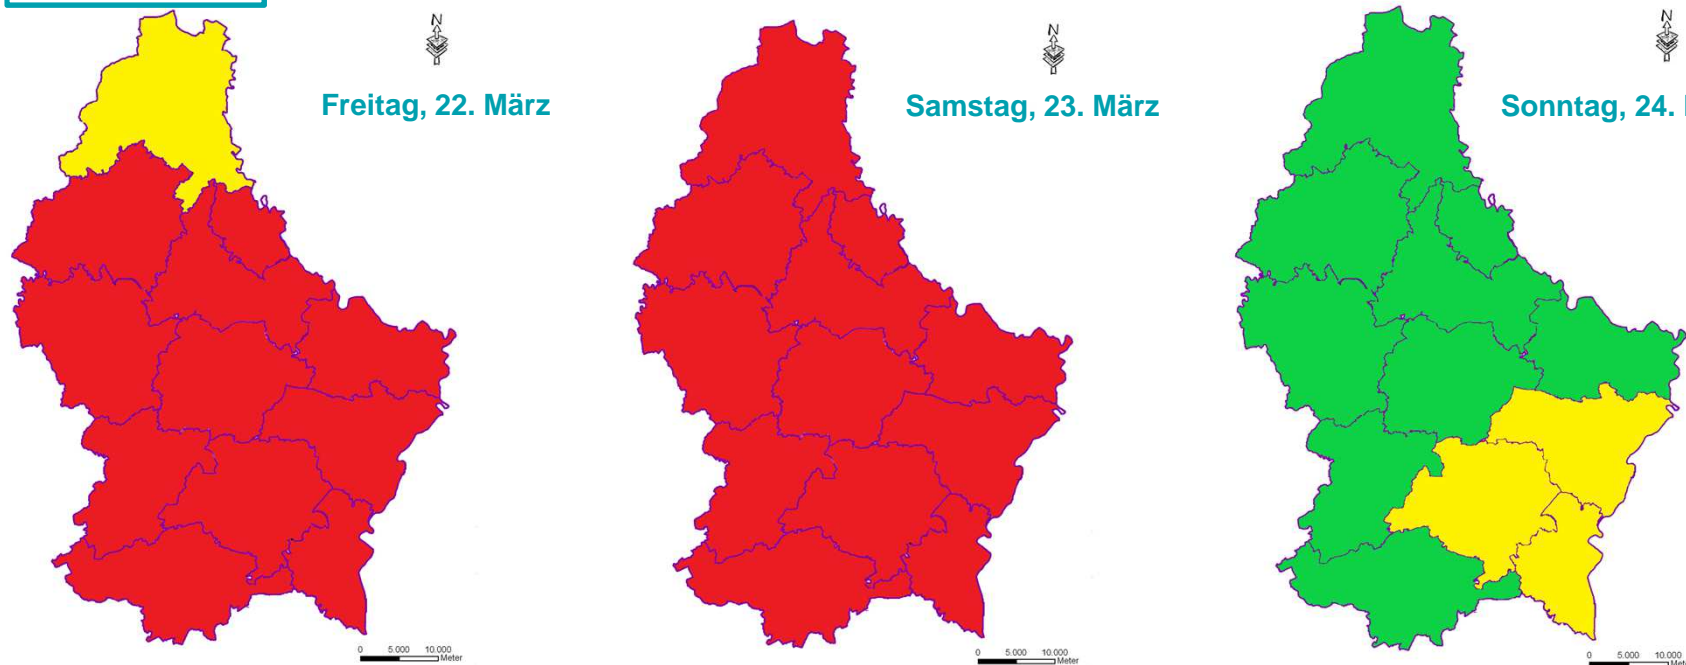 N
N
N
Freitag, 22. März
Samstag, 23. März
Sonntag, 24.
0 5 000 10 000
Meter
0 5 000 10 000
Meter
0 5 000 10 000
Meter